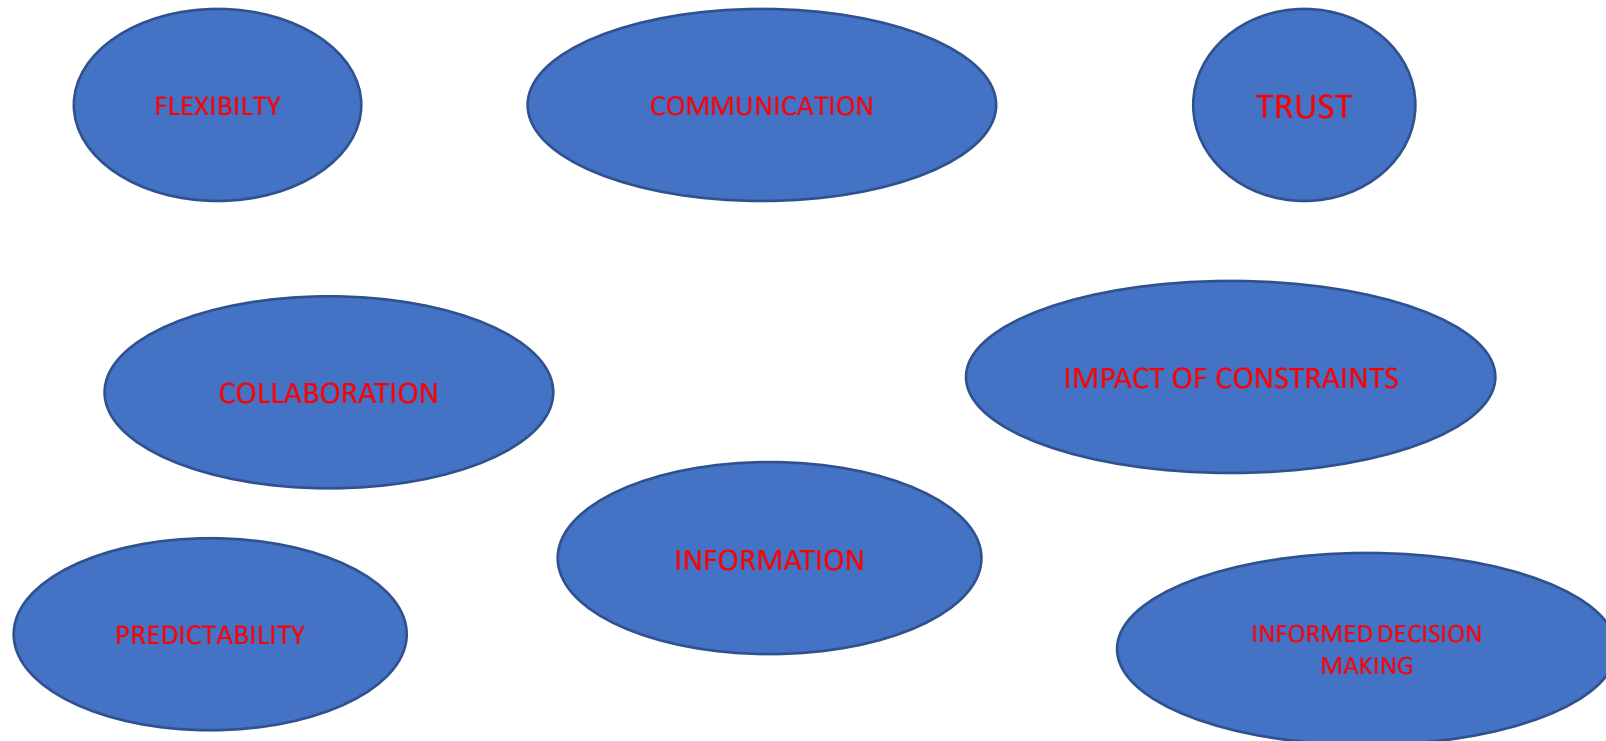 FLEXIBILTY
COMMUNICATION
TRUST
COLLABORATION
IMPACT OF CONSTRAINTS
INFORMATION
PREDICTABILITY
INFORMED DECISION
MAKING